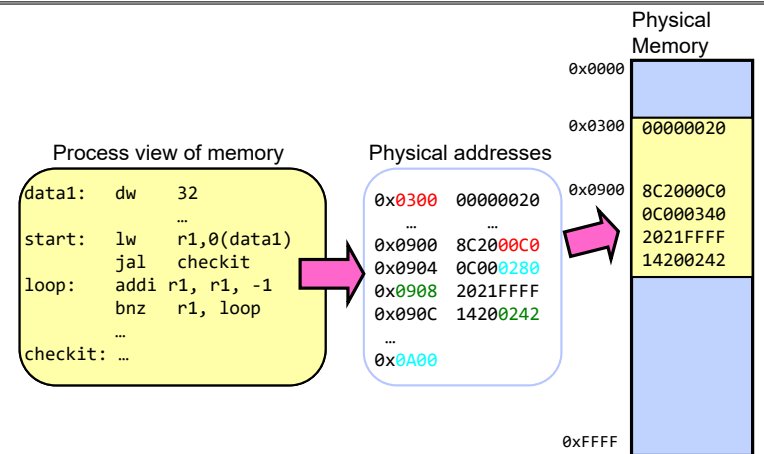 Physical
Memory
0x0000
0x0300 00000020
0x0900 8C2000C0
0C000340
2021FFFF
14200242
0xFFFF
Process view of memory
data1: dw 32
…
start: lw r1,0(data1)
jal checkit
loop: addi r1, r1, -1
bnz r1, loop
…
checkit: …
Physical addresses
0x0300 00000020
… …
0x0900 8C2000C0
0x0904 0C000280
0x0908 2021FFFF
0x090C 14200242
…
0x0A00